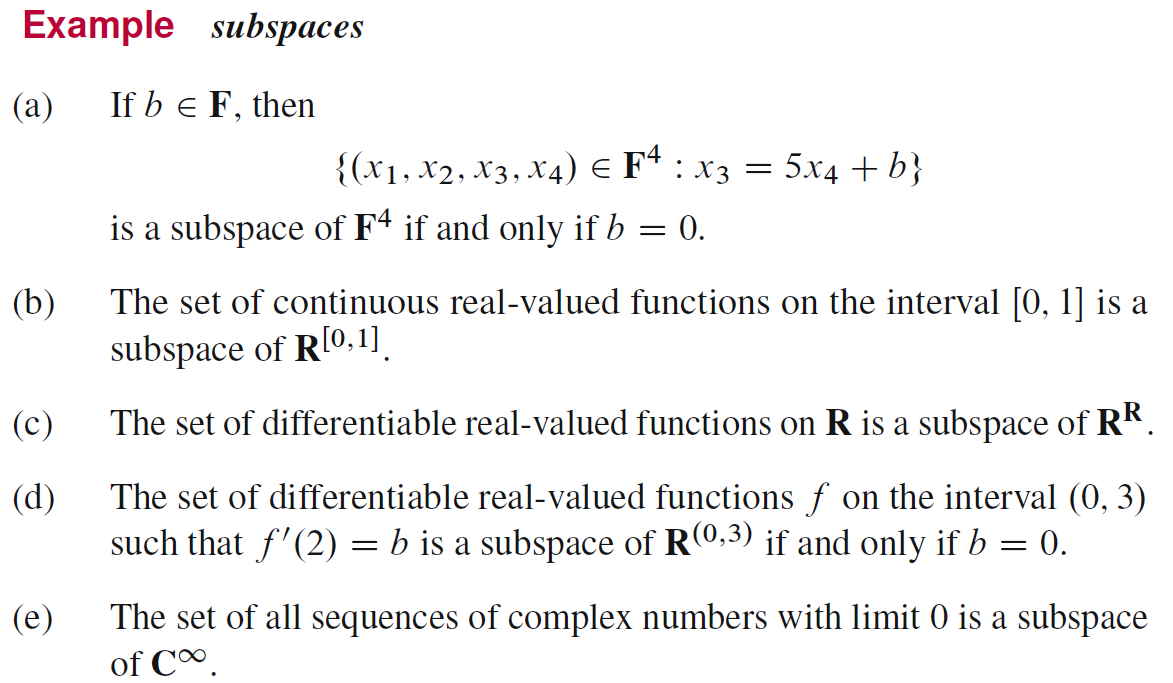 Example subspaces
(a) If b ∈ F, then
{(x₁, x₂, x₃, x₄) ∈ F⁴ : x₃ = 5x₄ + b}
is a subspace of F⁴ if and only if b = 0.
(b) The set of continuous real-valued functions on the interval [0, 1] is a
subspace of R^[0,1].
(c) The set of differentiable real-valued functions on R is a subspace of R^R.
(d) The set of differentiable real-valued functions f on the interval (0, 3)
such that f′(2) = b is a subspace of R^(0,3) if and only if b = 0.
(e) The set of all sequences of complex numbers with limit 0 is a subspace
of C^∞.